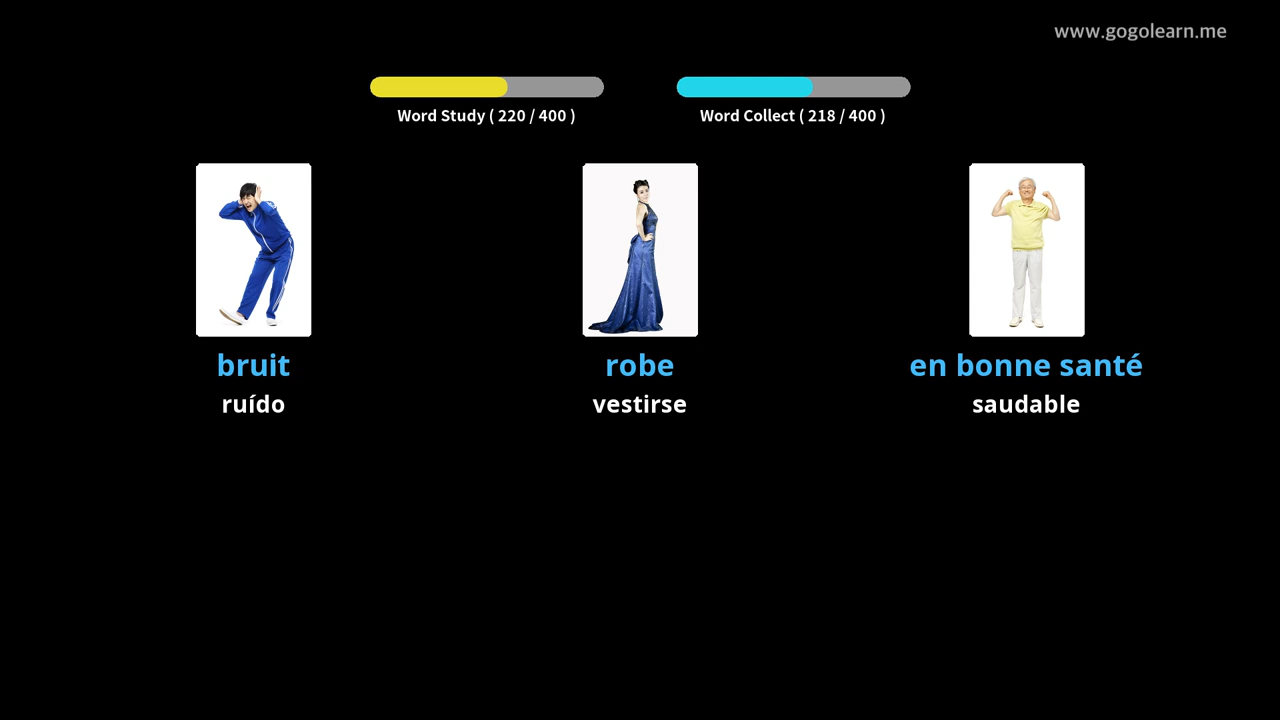 www.gogolearn.me
Word Study ( 220 / 400 )
Word Collect ( 218 / 400 )
bruit
robe
en bonne santé
ruído
vestirse
saudable